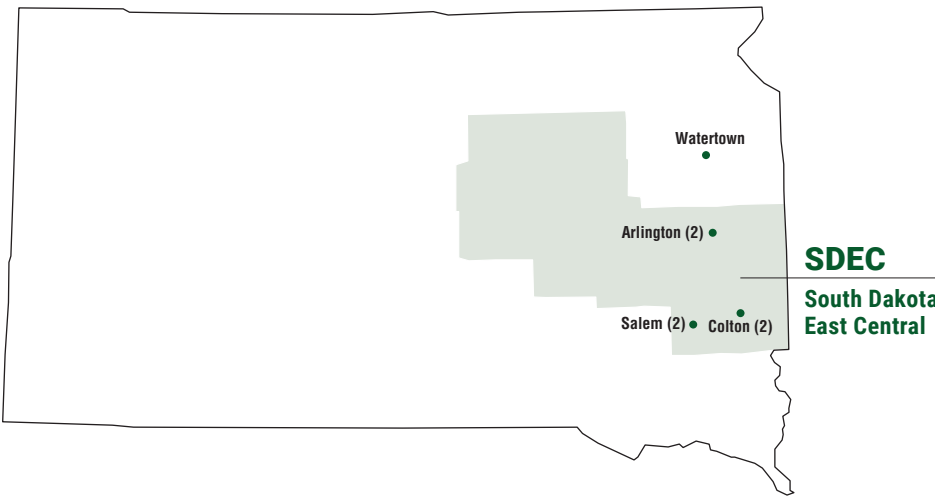 Watertown
Arlington (2)
SDEC
South Dakota
East Central
Salem (2)
Colton (2)